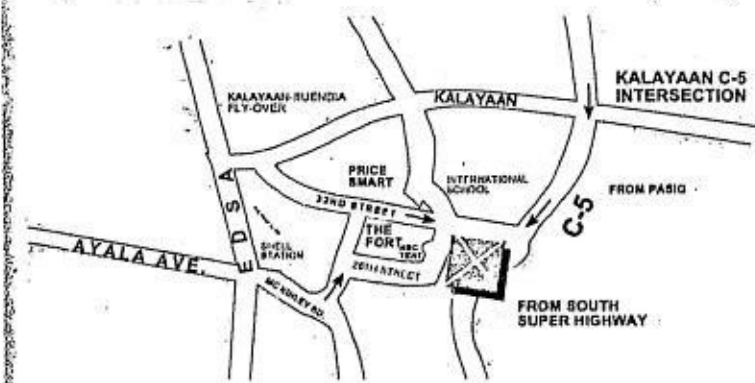 KALAYAAN-BUENDIA
FLY-OVER
KALAYAAN
KALAYAAN C-5
INTERSECTION
PRICE
SMART
INTERNATIONAL
SCHOOL
FROM PASIG
C-5
32ND STREET
EDSA
THE
FORT
ABC
TENT
SHELL
STATION
26TH STREET
AYALA AVE.
MC KINLEY RD.
FROM SOUTH
SUPER HIGHWAY